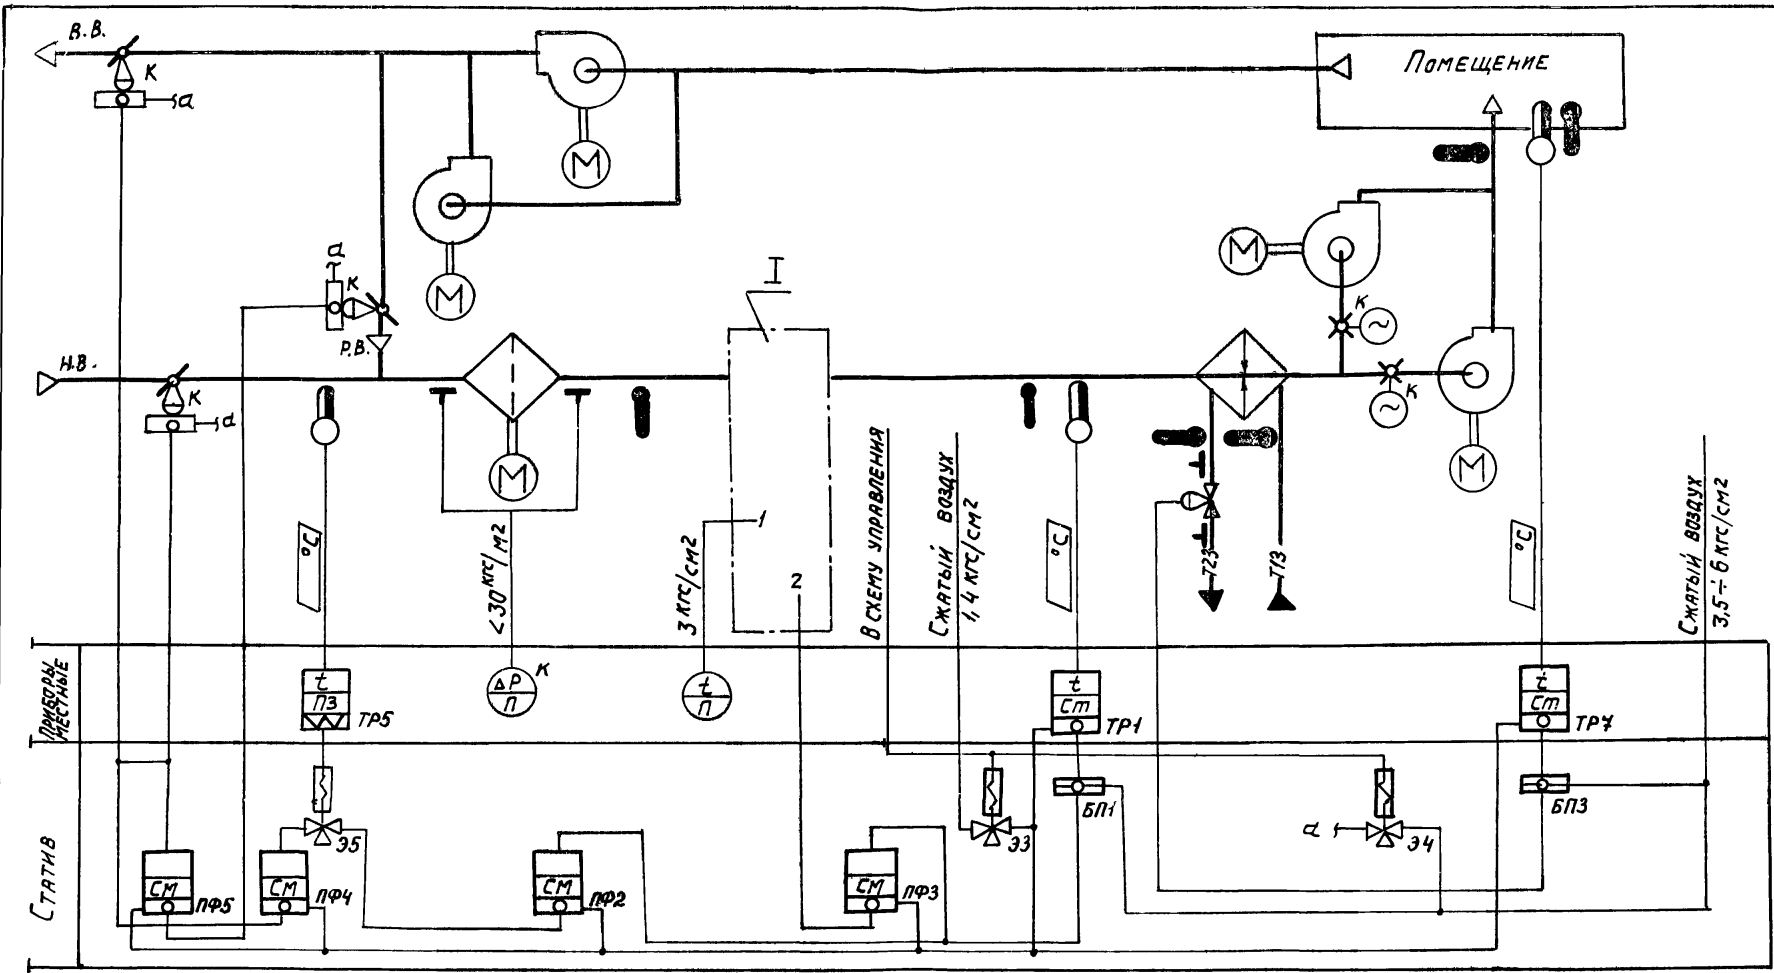 В.В.
К
а
М
М
Помещение
а
К
Р.В.
Н.В.
К
а
М
I
1
2
М
К
К
М
°С
<30 кгс/м2
3 кгс/см2
В схему управления
Сжатый воздух
1,4 кгс/см2
°С
Т23
Т13
°С
Сжатый воздух
3,5÷6 кгс/см2
Приборы
местные
t
ПЗ
ТР5
ΔР
П
К
t
П
t
Ст
ТР1
t
Ст
ТР7
Статив
СМ
ПФ5
СМ
ПФ4
Э5
СМ
ПФ2
СМ
ПФ3
Э3
БП1
а
Э4
БП3